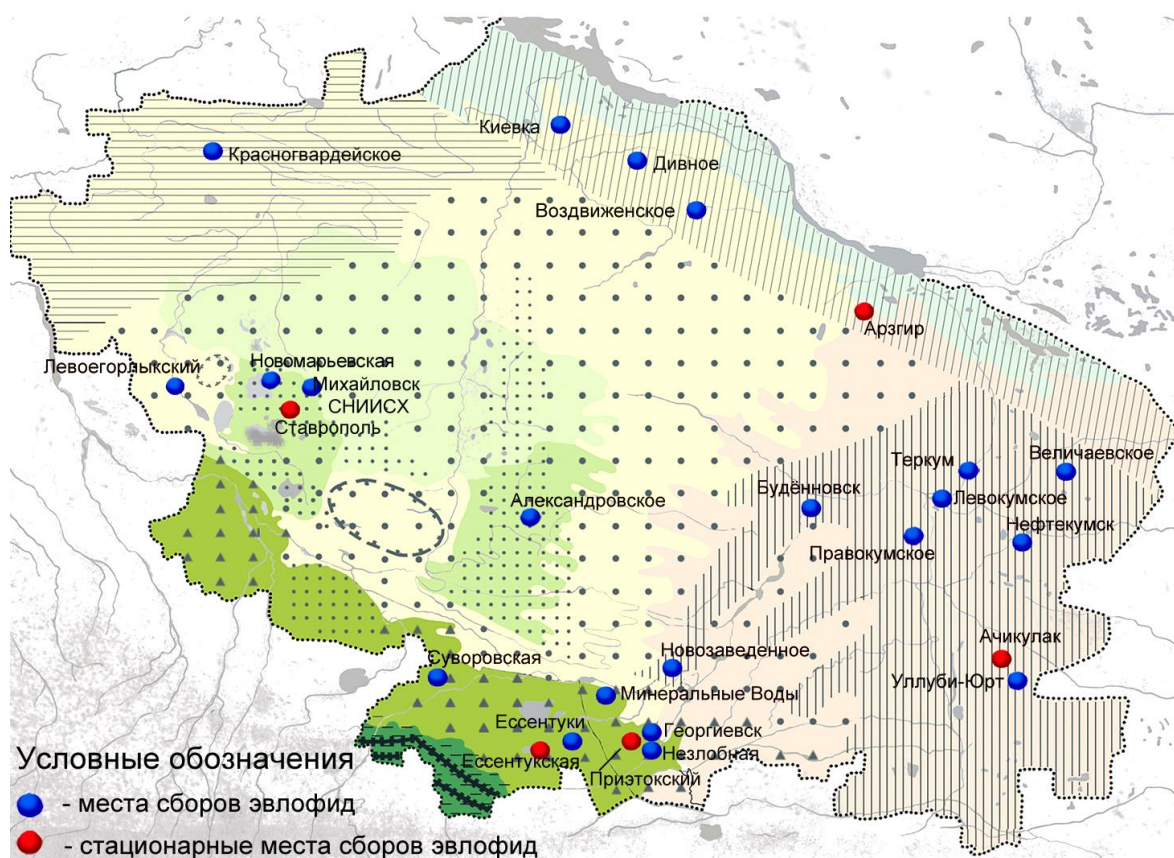 Киевка
Красногвардейское
Дивное
Воздвиженское
Арзгир
Левоегорлыкский
Новомарьевская
Михайловск
СНИИСХ
Ставрополь
Теркум
Величаевское
Будённовск
Левокумское
Александровское
Нефтекумск
Правокумское
Ачикулак
Новозаведенное
Суворовская
Уллуби-Юрт
Минеральные Воды
Ессентуки
Георгиевск
Незлобная
Ессентукская
Приэтокский
Условные обозначения
- места сборов эвлофид
- стационарные места сборов эвлофид